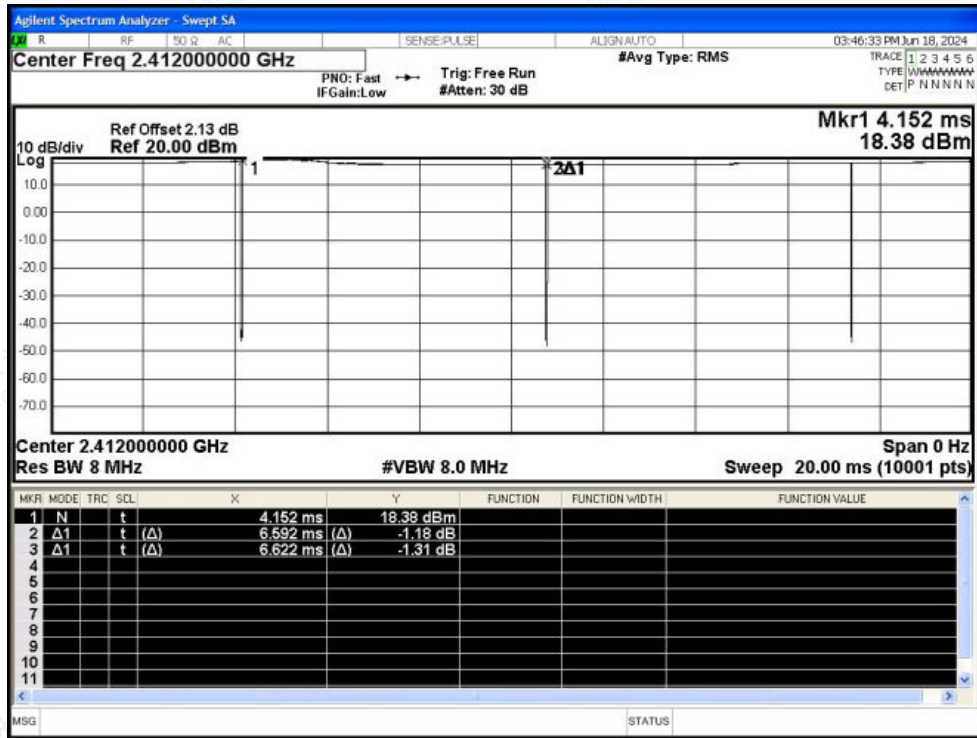 Agilent Spectrum Analyzer - Swept SA
LXI R RF 50 Ω AC SENSE:PULSE ALIGNAUTO 03:46:33 PM Jun 18, 2024
Center Freq 2.412000000 GHz
#Avg Type: RMS
TRACE 1 2 3 4 5 6
PNO: Fast Trig: Free Run
TYPE WWWWWW
IFGain:Low #Atten: 30 dB
DET P N N N N N
Mkr1 4.152 ms
Ref Offset 2.13 dB
10 dB/div Ref 20.00 dBm 18.38 dBm
Log
1
2 3Δ1
10.0
0.00
-10.0
-20.0
-30.0
-40.0
-50.0
-60.0
-70.0
Center 2.412000000 GHz Span 0 Hz
Res BW 8 MHz #VBW 8.0 MHz Sweep 20.00 ms (10001 pts)
MKR MODE TRC SCL X Y FUNCTION FUNCTION WIDTH FUNCTION VALUE
1 N t 4.152 ms 18.38 dBm
2 Δ1 t (Δ) 6.592 ms (Δ) -1.18 dB
3 Δ1 t (Δ) 6.622 ms (Δ) -1.31 dB
4
5
6
7
8
9
10
11
MSG STATUS